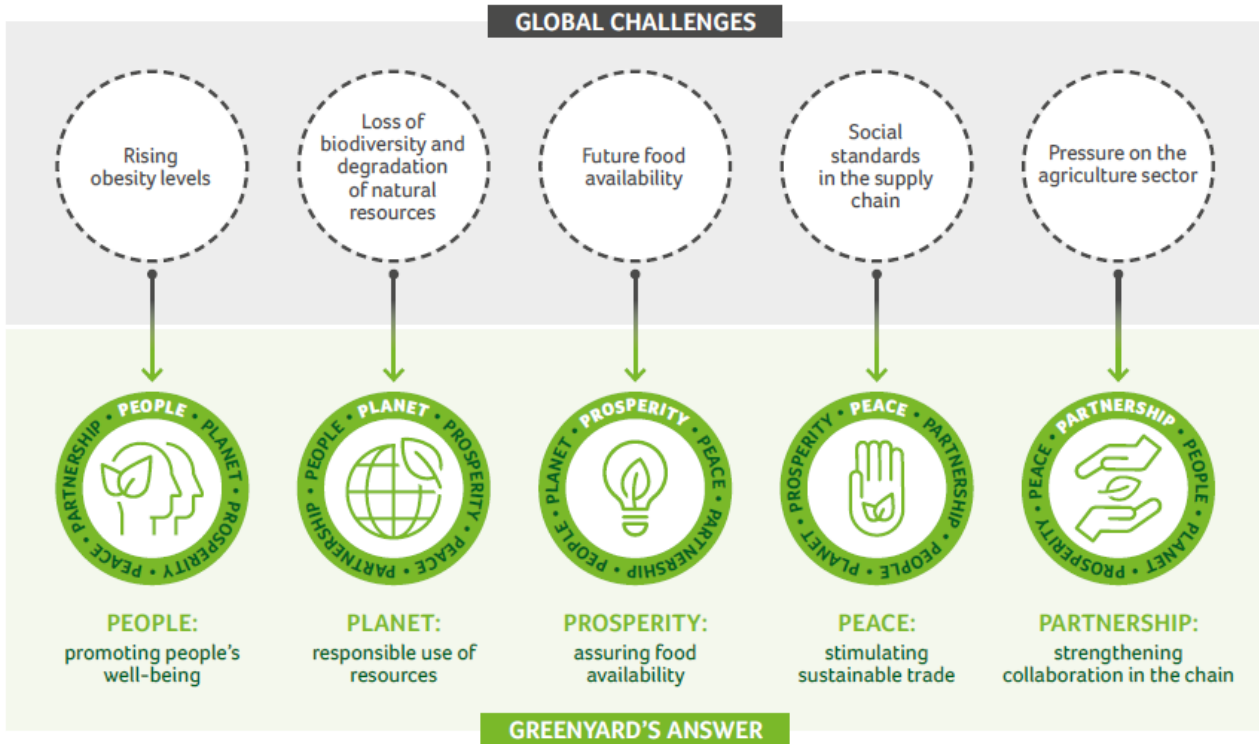 GLOBAL CHALLENGES
Rising
obesity levels
Loss of
biodiversity and
degradation
of natural
resources
Future food
availability
Social
standards
in the supply
chain
Pressure on the
agriculture sector
PEOPLE • PLANET • PROSPERITY • PEACE • PARTNERSHIP •
PLANET • PROSPERITY • PEACE • PARTNERSHIP • PEOPLE •
PROSPERITY • PEACE • PARTNERSHIP • PEOPLE • PLANET •
PEACE • PARTNERSHIP • PEOPLE • PLANET • PROSPERITY •
PARTNERSHIP • PEOPLE • PLANET • PROSPERITY • PEACE •
PEOPLE:
promoting people's
well-being
PLANET:
responsible use of
resources
PROSPERITY:
assuring food
availability
PEACE:
stimulating
sustainable trade
PARTNERSHIP:
strengthening
collaboration in the chain
GREENYARD'S ANSWER